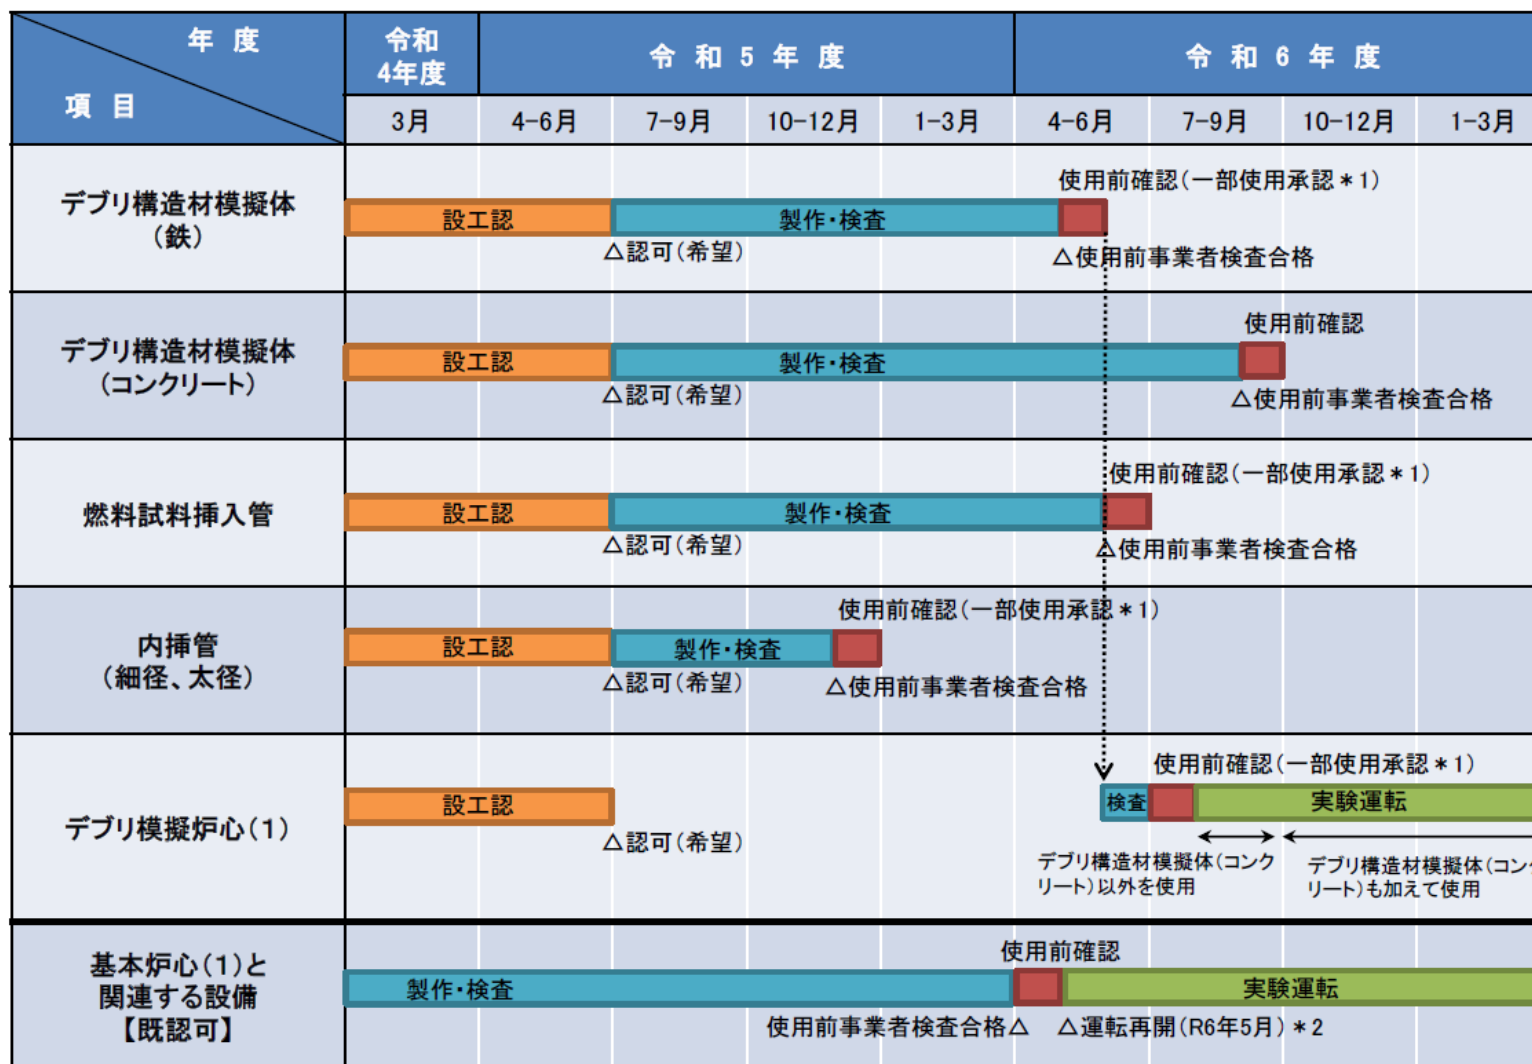 年 度
項 目
令和
4年度
令 和 5 年 度
令 和 6 年 度
3月
4-6月
7-9月
10-12月
1-3月
4-6月
7-9月
10-12月
1-3月
デブリ構造材模擬体
(鉄)
設工認
製作・検査
使用前確認(一部使用承認*1)
△認可(希望)
△使用前事業者検査合格
デブリ構造材模擬体
(コンクリート)
設工認
製作・検査
使用前確認
△認可(希望)
△使用前事業者検査合格
燃料試料挿入管
設工認
製作・検査
使用前確認(一部使用承認*1)
△認可(希望)
△使用前事業者検査合格
内挿管
(細径、太径)
設工認
製作・検査
使用前確認(一部使用承認*1)
△認可(希望)
△使用前事業者検査合格
デブリ模擬炉心(1)
設工認
△認可(希望)
検査
使用前確認(一部使用承認*1)
実験運転
デブリ構造材模擬体(コンク
リート)以外を使用
デブリ構造材模擬体(コンク
リート)も加えて使用
基本炉心(1)と
関連する設備
【既認可】
製作・検査
使用前確認
実験運転
使用前事業者検査合格△
△運転再開(R6年5月)*2